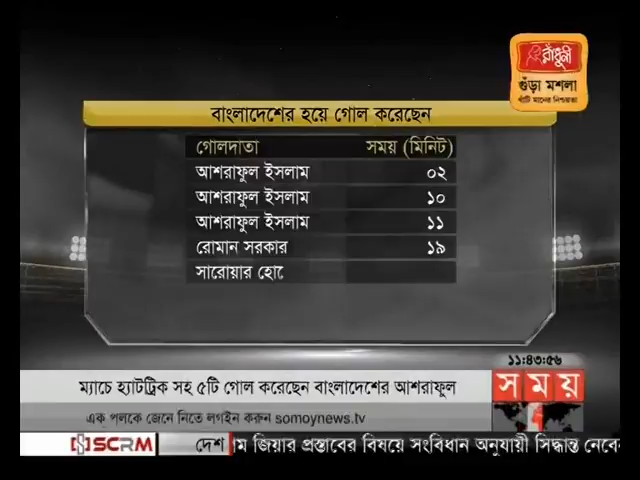 রাঁধুনী
গুঁড়া মশলা
খাঁটি মানের নিশ্চয়তা
বাংলাদেশের হয়ে গোল করেছেন
গোলদাতা সময় (মিনিট)
আশরাফুল ইসলাম ০২
আশরাফুল ইসলাম ১০
আশরাফুল ইসলাম ১১
রোমান সরকার ১৯
সারোয়ার হোে
১১:৪৩:৫৬
ম্যাচে হ্যাটট্রিক সহ ৫টি গোল করেছেন বাংলাদেশের আশরাফুল
সময়
এক পলকে জেনে নিতে লগইন করুন somoynews.tv
SCRM দেশ ম জিয়ার প্রস্তাবের বিষয়ে সংবিধান অনুযায়ী সিদ্ধান্ত নেবে